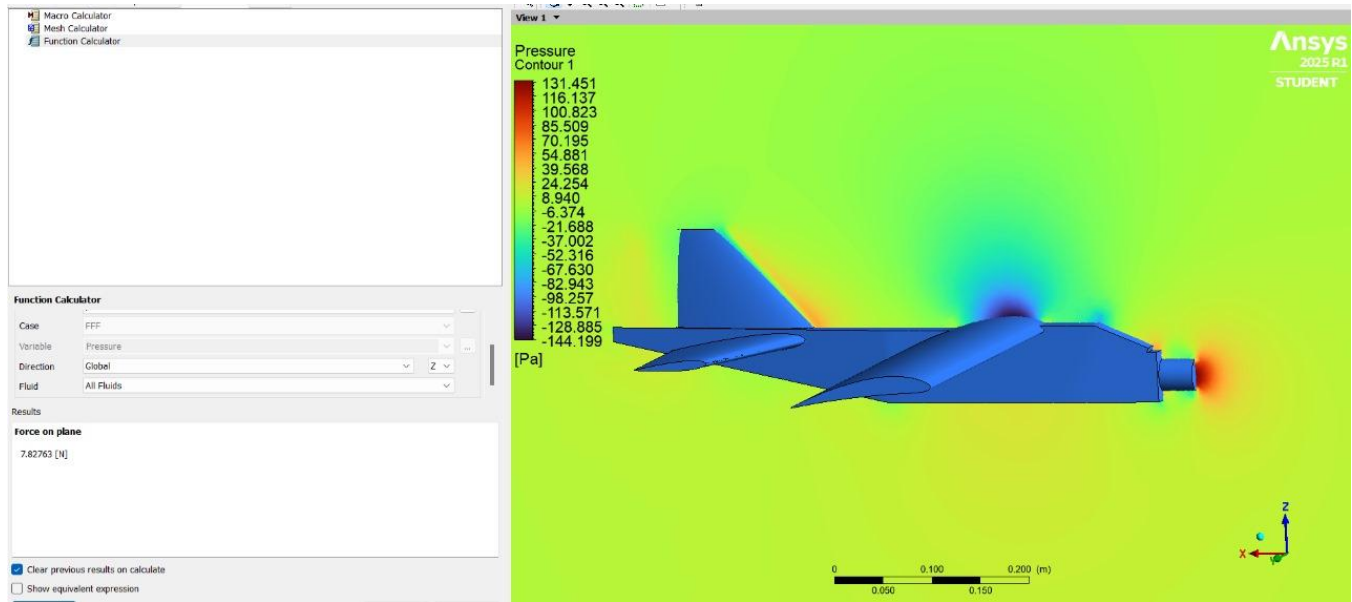 Macro Calculator
Mesh Calculator
Function Calculator
Function Calculator
Case FFF
Variable Pressure ...
Direction Global Z
Fluid All Fluids
Results
Force on plane
7.82763 [N]
Clear previous results on calculate
Show equivalent expression
View 1
Pressure
Contour 1
131.451
116.137
100.823
85.509
70.195
54.881
39.568
24.254
8.940
-6.374
-21.688
-37.002
-52.316
-67.630
-82.943
-98.257
-113.571
-128.885
-144.199
[Pa]
Ansys
2025 R1
STUDENT
Z
X
Y
0 0.100 0.200 (m)
0.050 0.150